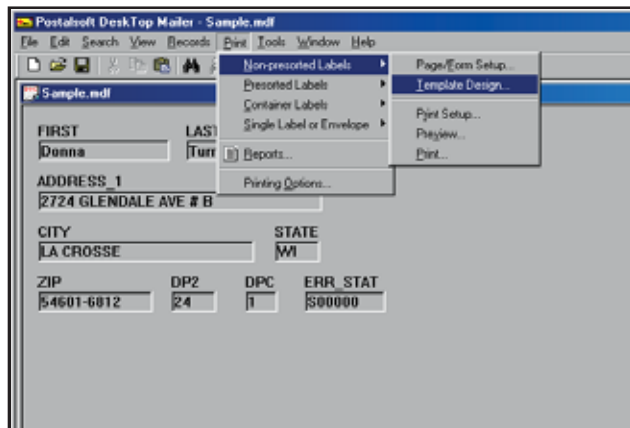 Postalsoft DeskTop Mailer - Sample.mdf
File Edit Search View Records Print Tools Window Help
Non-presorted Labels
Presorted Labels
Container Labels
Single Label or Envelope
Reports...
Printing Options...
Page/Form Setup...
Template Design...
Print Setup...
Preview...
Print...
Sample.mdf
FIRST LAST
Donna Turn
ADDRESS_1
2724 GLENDALE AVE # B
CITY STATE
LA CROSSE WI
ZIP DP2 DPC ERR_STAT
54601-6812 24 1 S00000